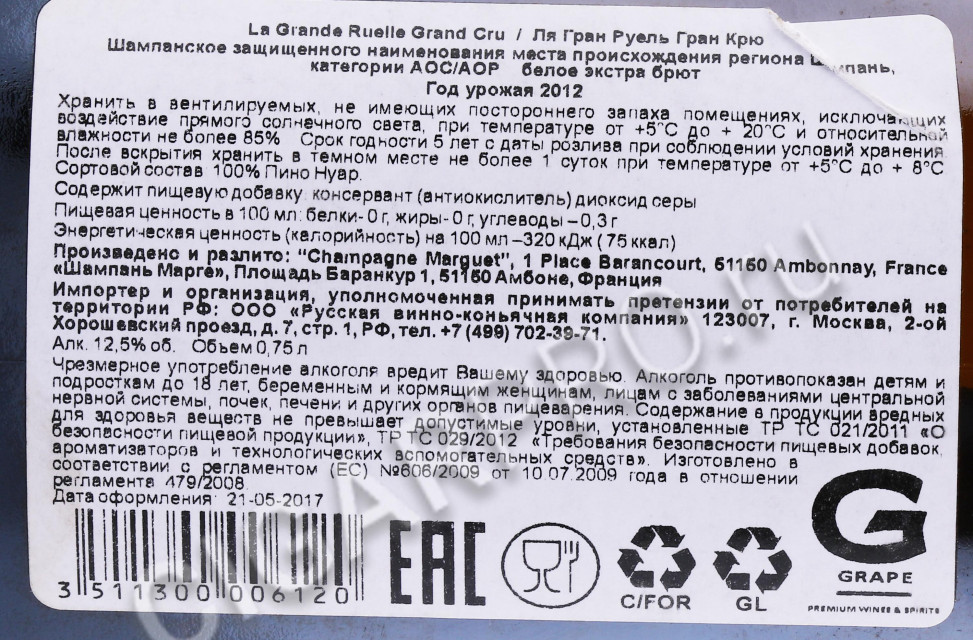 La Grande Ruelle Grand Cru / Ля Гран Руель Гран Крю
Шампанское защищенного наименования места происхождения региона Шампань,
категории AOC/AOP белое экстра брют
Год урожая 2012
Хранить в вентилируемых, не имеющих постороннего запаха помещениях, исключающих
воздействие прямого солнечного света, при температуре от +5°С до + 20°С и относительной
влажности не более 85% Срок годности 5 лет с даты розлива при соблюдении условий хранения.
После вскрытия хранить в темном месте не более 1 суток при температуре от +5°С до + 8°С
Сортовой состав 100% Пино Нуар.
Содержит пищевую добавку: консервант (антиокислитель) диоксид серы
Пищевая ценность в 100 мл: белки- 0 г, жиры- 0 г, углеводы – 0,3 г
Энергетическая ценность (калорийность) на 100 мл –320 кДж ( 75 ккал)
Произведено и разлито: "Champagne Marguet", 1 Place Barancourt, 51150 Ambonnay, France
«Шампань Марге», Площадь Баранкур 1, 51150 Амбоне, Франция
Импортер и организация, уполномоченная принимать претензии от потребителей на
территории РФ: ООО «Русская винно-коньячная компания» 123007, г. Москва, 2-ой
Хорошевский проезд, д. 7, стр. 1, РФ, тел. +7 (499) 702-39-71.
Алк. 12,5% об. Объем 0,75 л
Чрезмерное употребление алкоголя вредит Вашему здоровью. Алкоголь противопоказан детям и
подросткам до 18 лет, беременным и кормящим женщинам, лицам с заболеваниями центральной
нервной системы, почек, печени и других органов пищеварения. Содержание в продукции вредных
для здоровья веществ не превышает допустимые уровни, установленные ТР ТС 021/2011 «О
безопасности пищевой продукции», ТР ТС 029/2012 «Требования безопасности пищевых добавок,
ароматизаторов и технологических вспомогательных средств». Изготовлено в
соответствии с регламентом (ЕС) №606/2009 от 10.07.2009 года в отношении
регламента 479/2008.
Дата оформления: 21-05-2017
EAC
3 511300 006120
C/FOR
GL
G
GRAPE
PREMIUM WINES & SPIRITS
CIGARPRO.ru